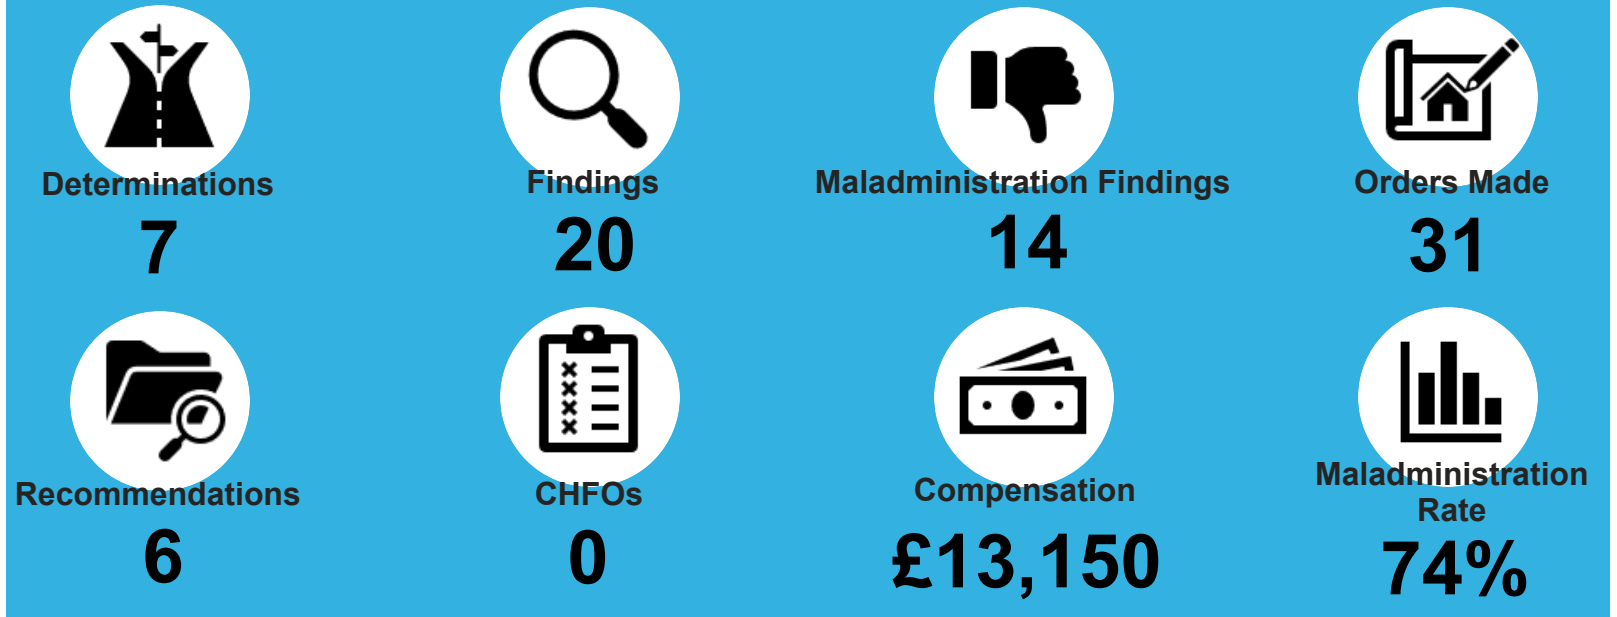 Determinations
7
Findings
20
Maladministration Findings
14
Orders Made
31
Recommendations
6
CHFOs
0
Compensation
£13,150
Maladministration
Rate
74%